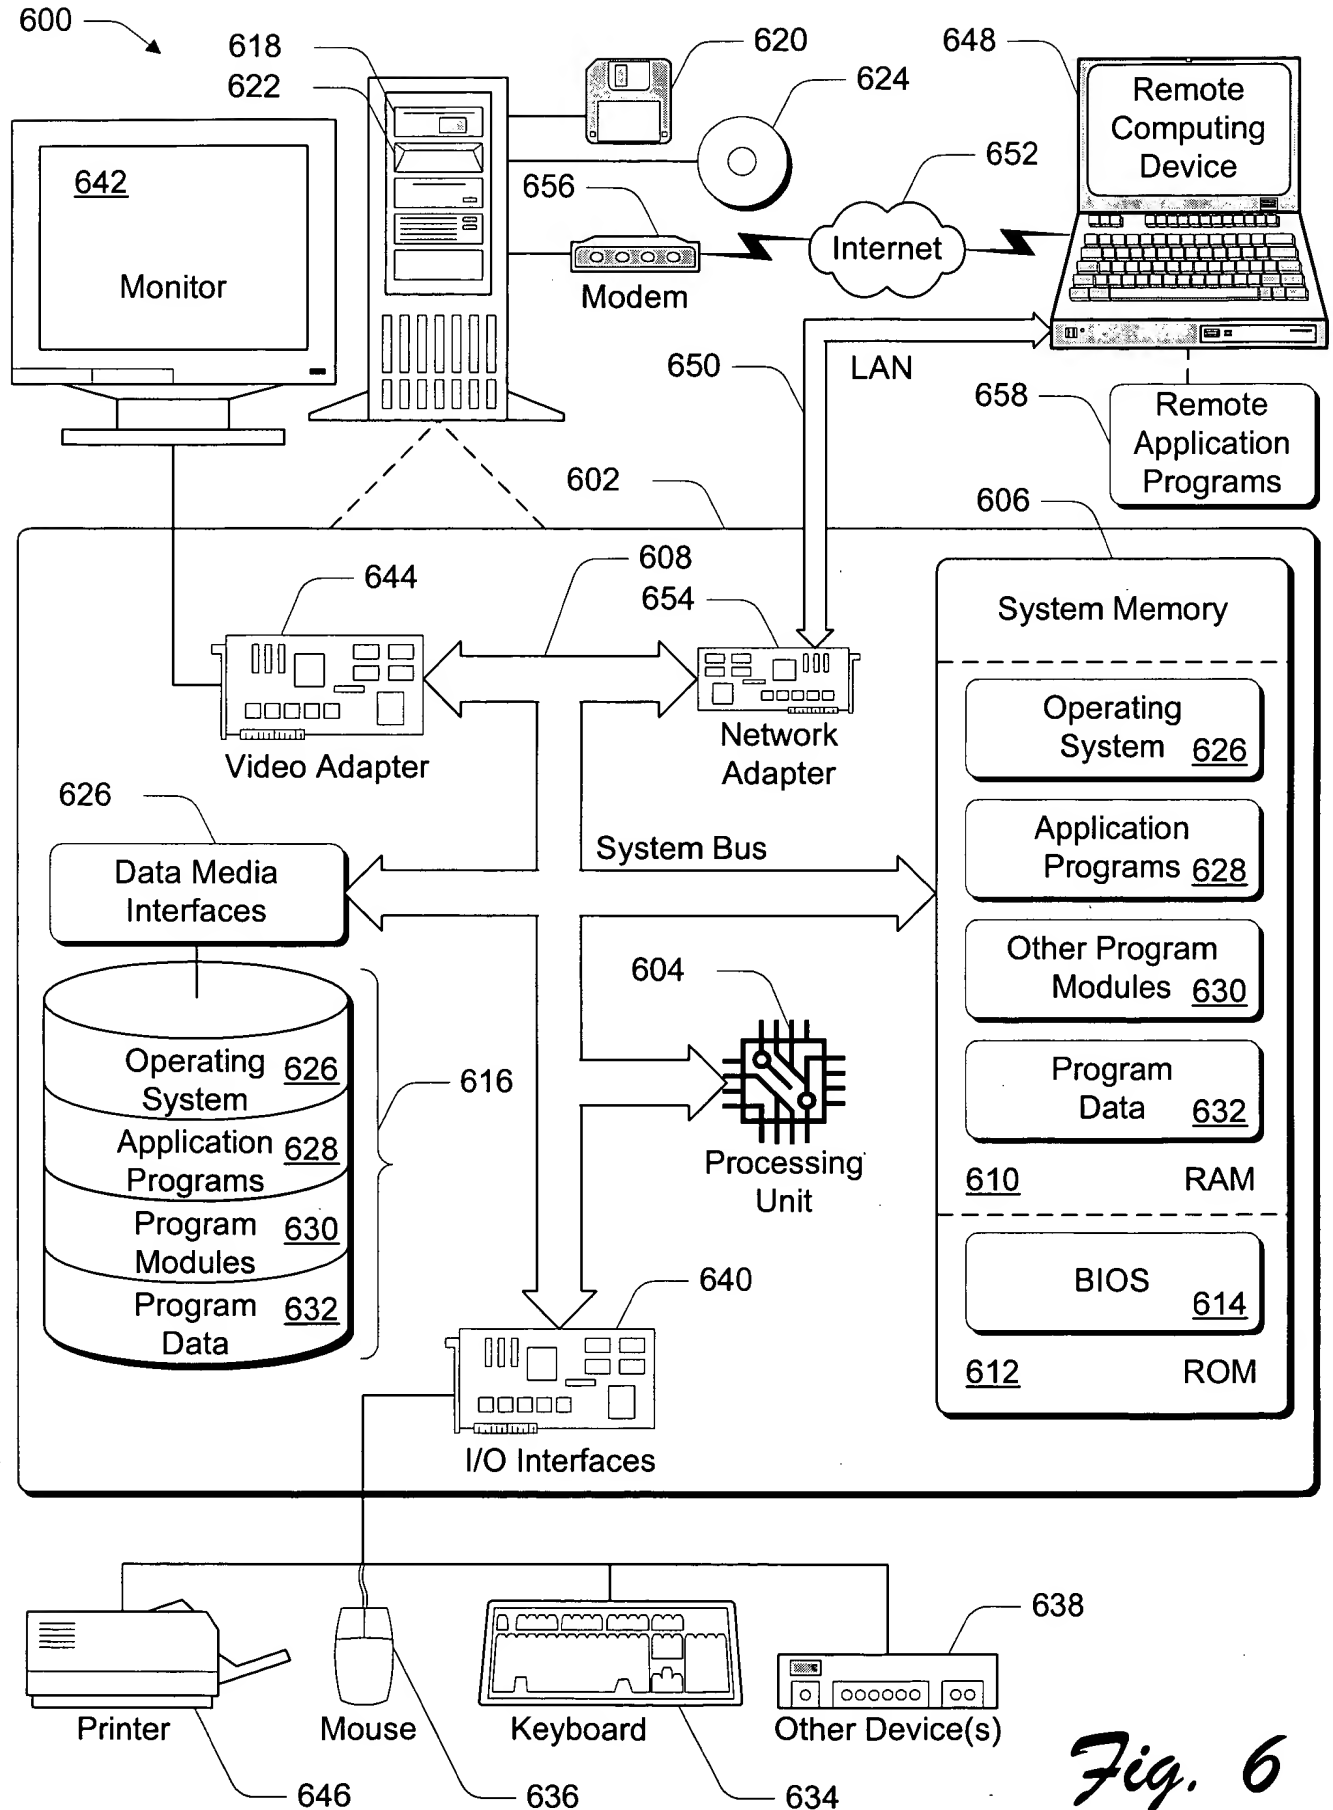 600
618
622
620
624
648
Remote
Computing
Device
642
Monitor
656
652
Internet
Modem
650
LAN
658
Remote
Application
Programs
602
606
608
644
654
System Memory
Operating
System 626
Video Adapter
Network
Adapter
626
Data Media
Interfaces
System Bus
Application
Programs 628
Other Program
Modules 630
604
Processing
Unit
Program
Data 632
610 RAM
Operating
System 626
616
Application
Programs 628
Program
Modules 630
Program
Data 632
640
BIOS
614
612 ROM
I/O Interfaces
638
Printer
Mouse
Keyboard
Other Device(s)
646
636
634
Fig. 6